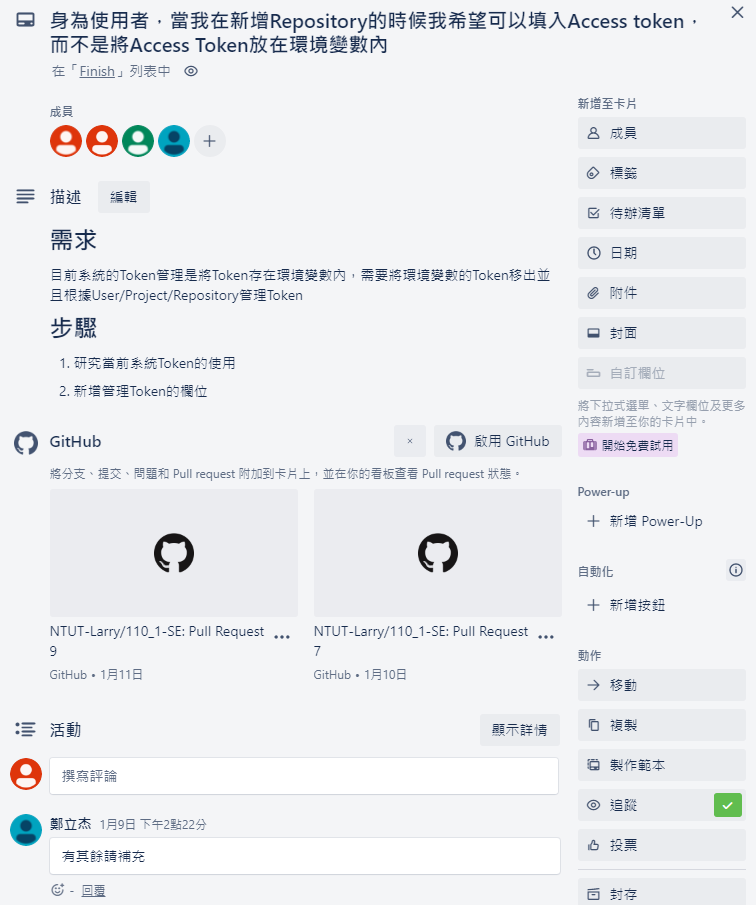 身為使用者，當我在新增Repository的時候我希望可以填入Access token，
而不是將Access Token放在環境變數內
在「Finish」列表中
成員
描述
編輯
需求
目前系統的Token管理是將Token存在環境變數內，需要將環境變數的Token移出並
且根據User/Project/Repository管理Token
步驟
1. 研究當前系統Token的使用
2. 新增管理Token的欄位
GitHub
×
啟用 GitHub
將分支、提交、問題和 Pull request 附加到卡片上，並在你的看板查看 Pull request 狀態。
NTUT-Larry/110_1-SE: Pull Request
9
GitHub • 1月11日
NTUT-Larry/110_1-SE: Pull Request
7
GitHub • 1月10日
活動
顯示詳情
撰寫評論
鄭立杰 1月9日 下午2點22分
有其餘請補充
- 回覆
新增至卡片
成員
標籤
待辦清單
日期
附件
封面
自訂欄位
將下拉式選單、文字欄位及更多
內容新增至你的卡片中。
開始免費試用
Power-up
新增 Power-Up
自動化
新增按鈕
動作
移動
複製
製作範本
追蹤
投票
封存